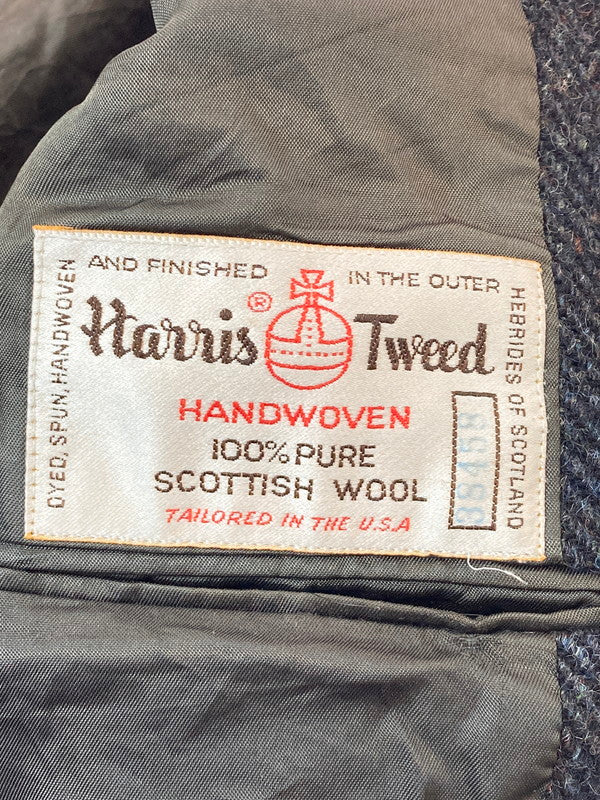 DYED, SPUN, HANDWOVEN
AND FINISHED
IN THE OUTER
HEBRIDES OF SCOTLAND
Harris ® Tweed
HANDWOVEN
100% PURE
SCOTTISH WOOL
TAILORED IN THE U.S.A